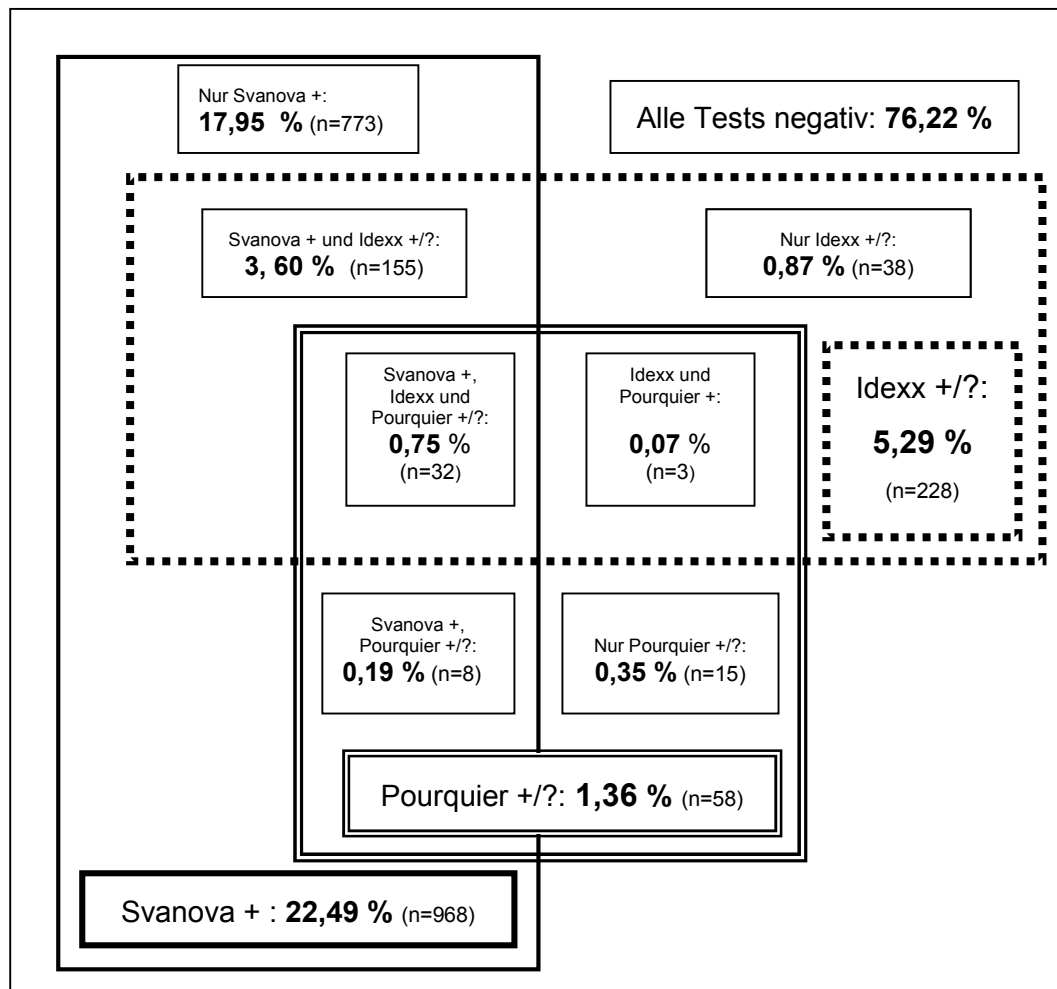 Nur Svanova +:
17,95 % (n=773)
Alle Tests negativ: 76,22 %
Svanova + und Idexx +/?:
3, 60 % (n=155)
Nur Idexx +/?:
0,87 % (n=38)
Svanova +,
Idexx und
Pourquier +/?:
0,75 %
(n=32)
Idexx und
Pourquier +:
0,07 %
(n=3)
Idexx +/?:
5,29 %
(n=228)
Svanova +,
Pourquier +/?:
0,19 % (n=8)
Nur Pourquier +/?:
0,35 % (n=15)
Pourquier +/?: 1,36 % (n=58)
Svanova + : 22,49 % (n=968)